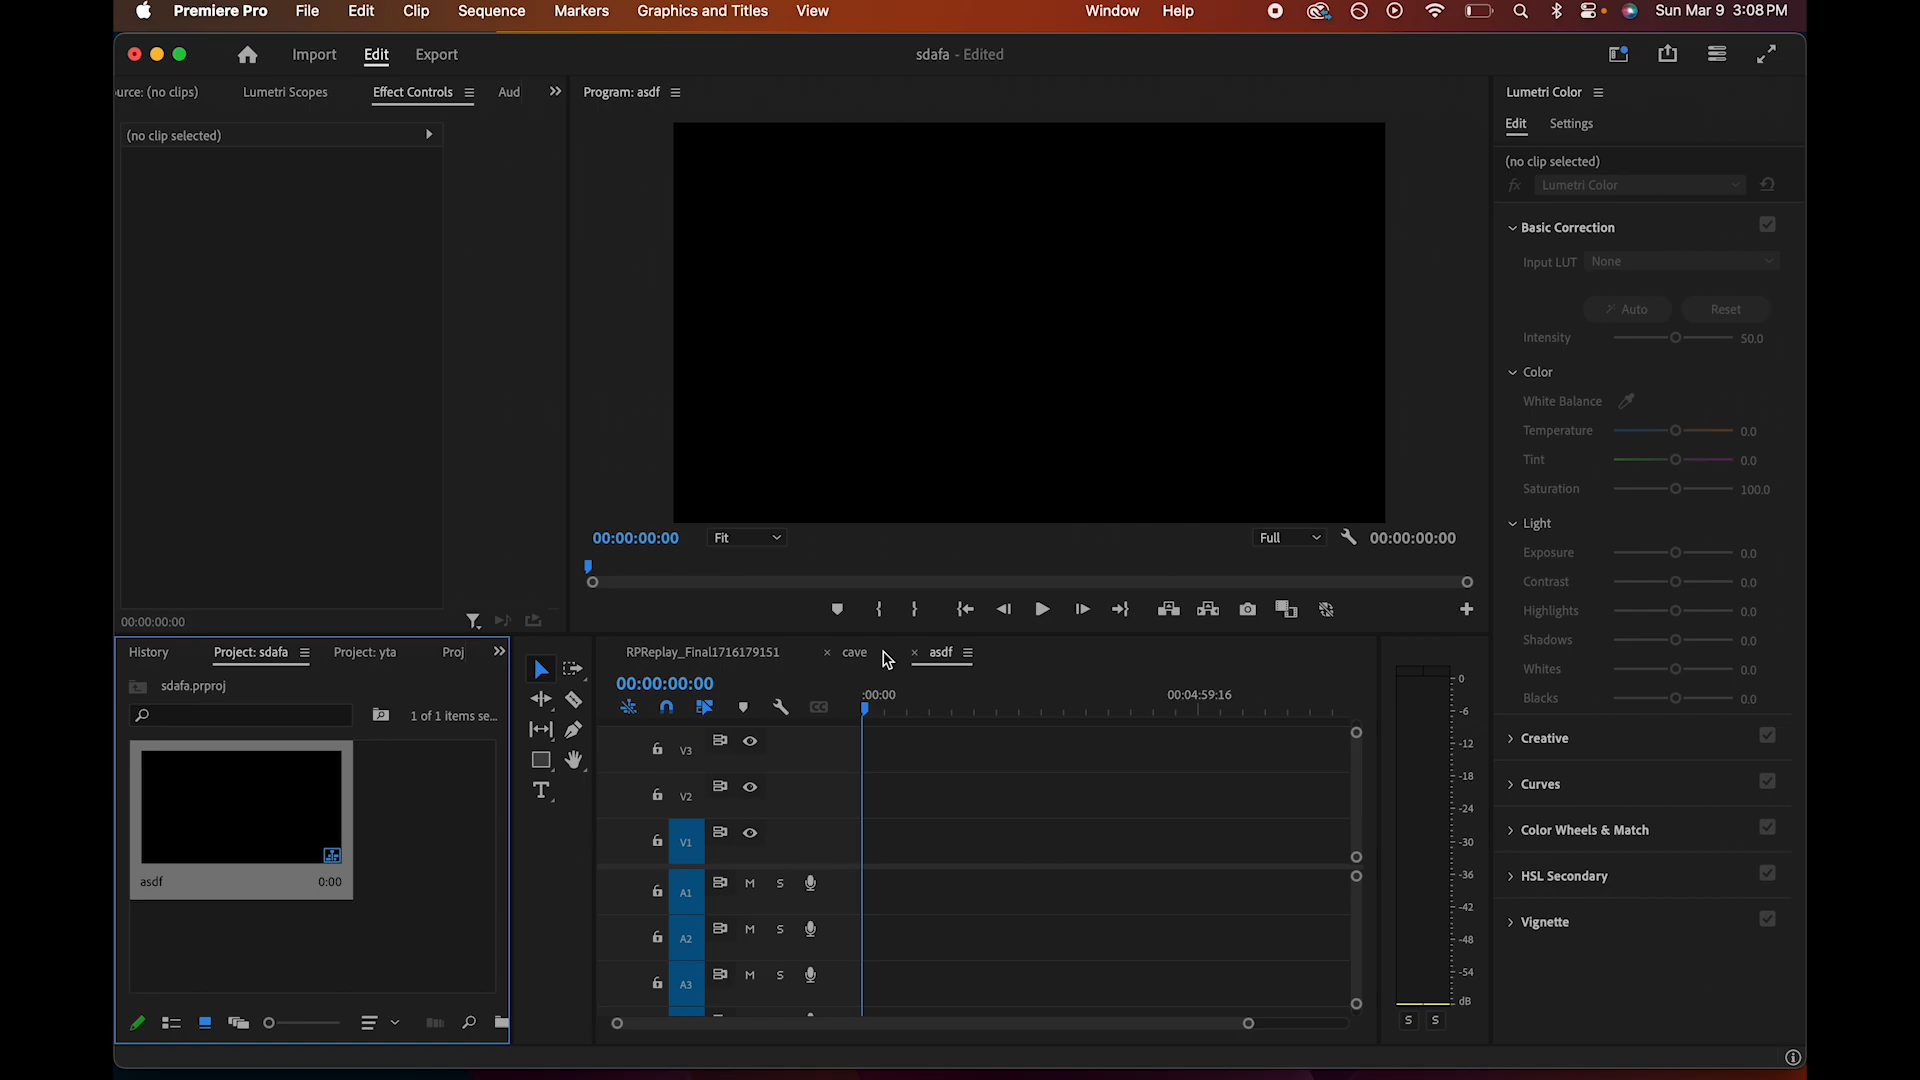 Premiere Pro File Edit Clip Sequence Markers Graphics and Titles View Window Help Sun Mar 9 3:08 PM
Import Edit Export sdafa - Edited
urce: (no clips) Lumetri Scopes Effect Controls Aud Program: asdf Lumetri Color
Edit Settings
(no clip selected)
(no clip selected)
fx Lumetri Color
Basic Correction
Input LUT None
Auto Reset
Intensity 50.0
Color
White Balance
Temperature 0.0
Tint 0.0
Saturation 100.0
Light
Exposure 0.0
Contrast 0.0
Highlights 0.0
Shadows 0.0
Whites 0.0
Blacks 0.0
Creative
Curves
Color Wheels & Match
HSL Secondary
Vignette
00:00:00:00 Fit Full 00:00:00:00
00:00:00:00
History Project: sdafa Project: yta Proj
sdafa.prproj
1 of 1 items se...
asdf 0:00
RPReplay_Final1716179151 × cave × asdf
00:00:00:00
:00:00 00:04:59:16
CC
V3
V2
V1
A1 M S
A2 M S
A3 M S
T
0
-6
-12
-18
-24
-30
-36
-42
-48
-54
dB
S S